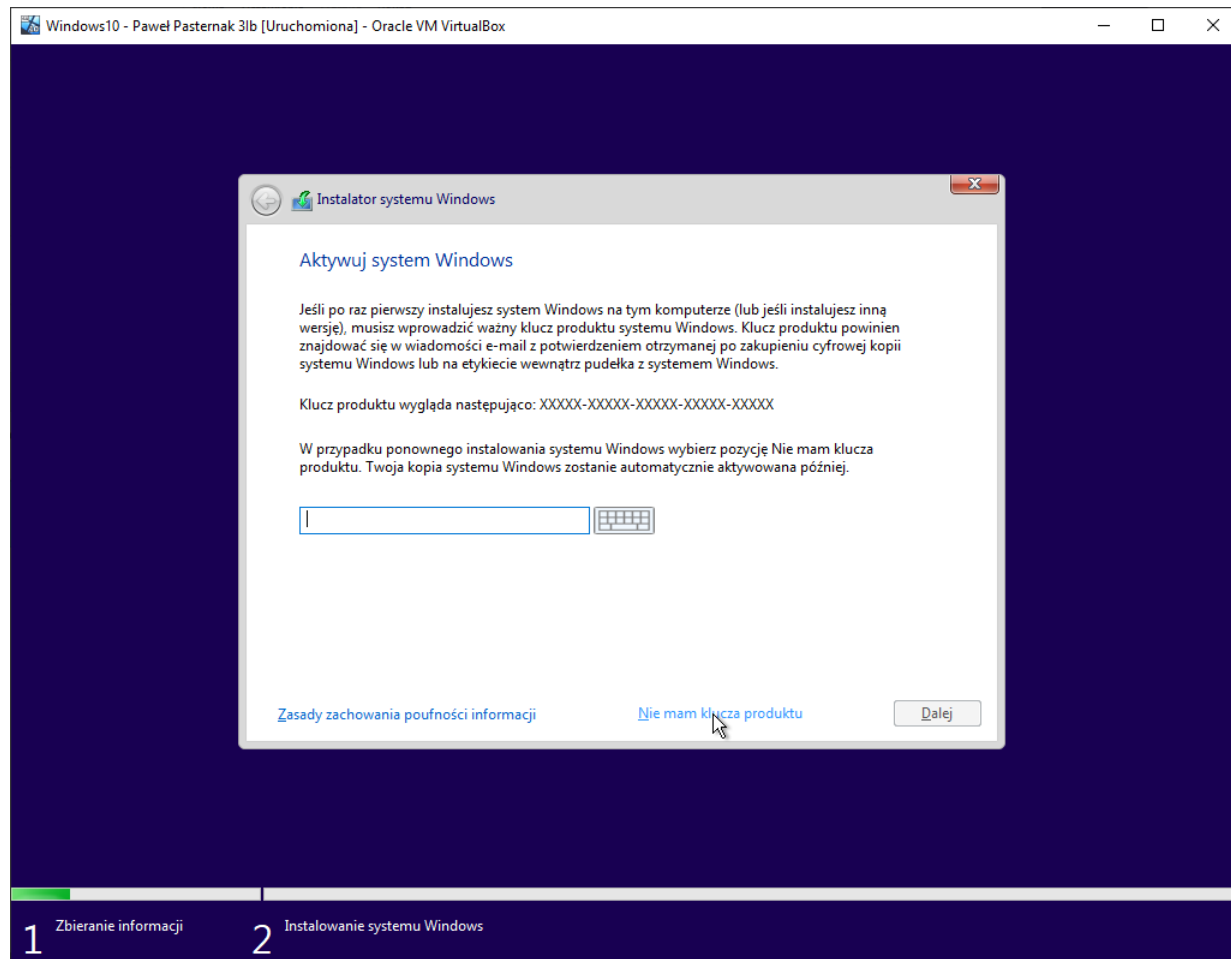 Windows10 - Paweł Pasternak 3lb [Uruchomiona] - Oracle VM VirtualBox
Instalator systemu Windows
Aktywuj system Windows
Jeśli po raz pierwszy instalujesz system Windows na tym komputerze (lub jeśli instalujesz inną
wersję), musisz wprowadzić ważny klucz produktu systemu Windows. Klucz produktu powinien
znajdować się w wiadomości e-mail z potwierdzeniem otrzymanej po zakupieniu cyfrowej kopii
systemu Windows lub na etykiecie wewnątrz pudełka z systemem Windows.
Klucz produktu wygląda następująco: XXXXX-XXXXX-XXXXX-XXXXX-XXXXX
W przypadku ponownego instalowania systemu Windows wybierz pozycję Nie mam klucza
produktu. Twoja kopia systemu Windows zostanie automatycznie aktywowana później.
Zasady zachowania poufności informacji
Nie mam klucza produktu
Dalej
1 Zbieranie informacji
2 Instalowanie systemu Windows